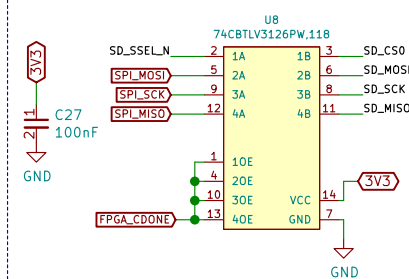 U8
74CBTLV3126PW,118
SD_SSEL_N 2 1A 1B 3 SD_CS0
SPI_MOSI 5 2A 2B 6 SD_MOSI
SPI_SCK 9 3A 3B 8 SD_SCK
SPI_MISO 12 4A 4B 11 SD_MISO
3V3
1
C27
2
100nF
GND
1 1OE
4 2OE
10 3OE VCC 14 3V3
FPGA_CDONE 13 4OE GND 7
GND